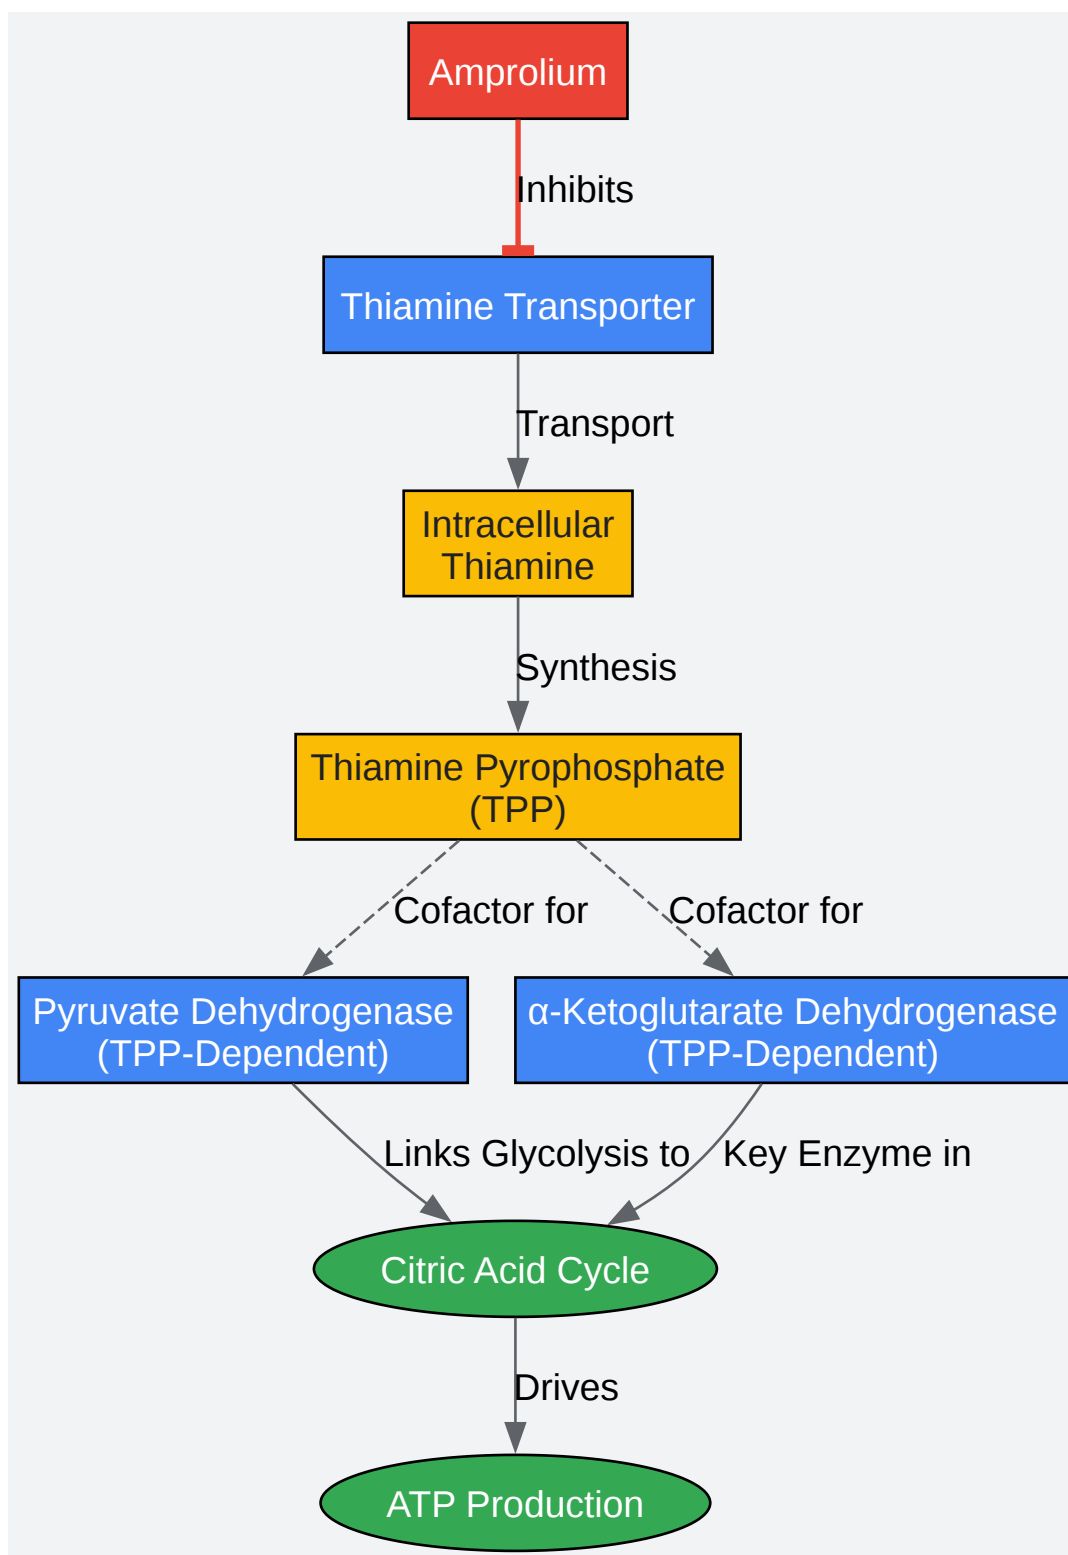 Amprolium
Inhibits
Thiamine Transporter
Transport
Intracellular
Thiamine
Synthesis
Thiamine Pyrophosphate
(TPP)
Cofactor for
Cofactor for
Pyruvate Dehydrogenase
(TPP-Dependent)
α-Ketoglutarate Dehydrogenase
(TPP-Dependent)
Links Glycolysis to
Key Enzyme in
Citric Acid Cycle
Drives
ATP Production